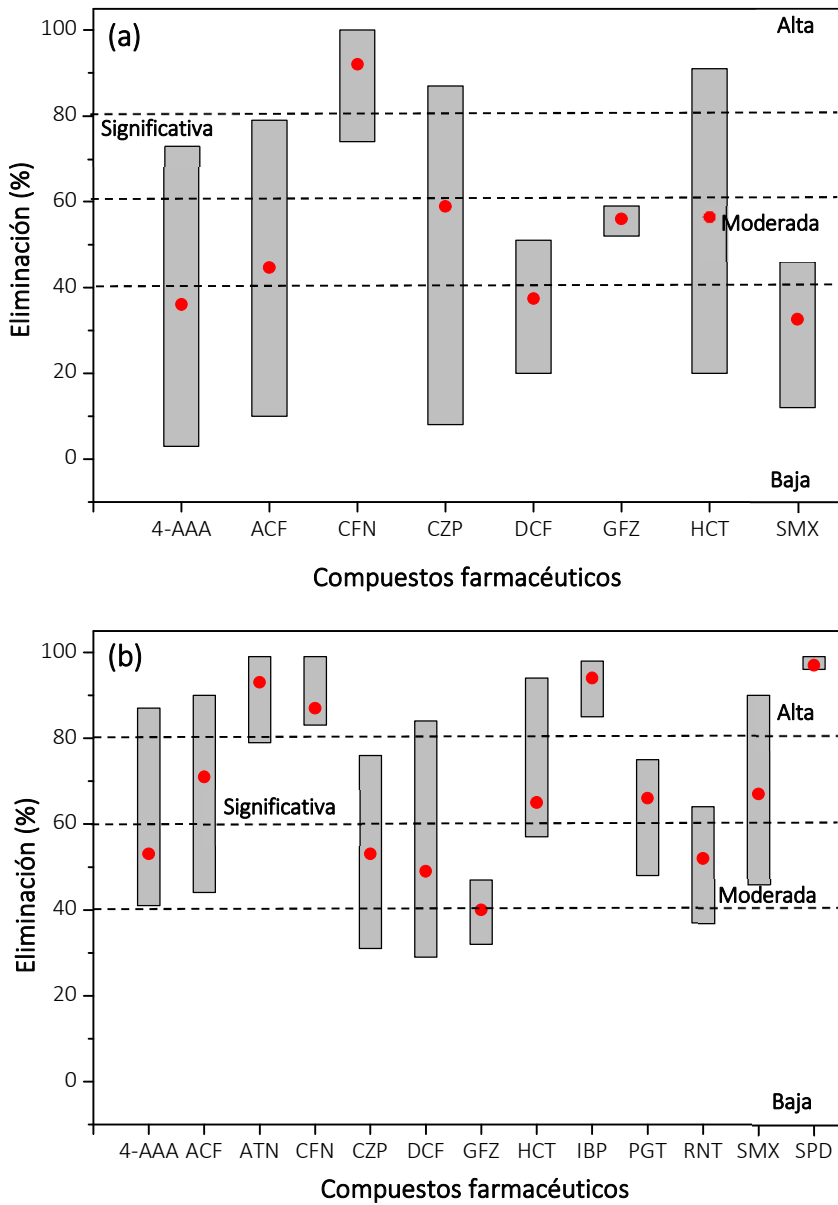 (a)
Alta
100
80
Significativa
60
Moderada
40
20
0
Baja
Eliminación (%)
4-AAA ACF CFN CZP DCF GFZ HCT SMX
Compuestos farmacéuticos
(b)
100
Alta
80
Significativa
60
Moderada
40
20
0
Baja
Eliminación (%)
4-AAA ACF ATN CFN CZP DCF GFZ HCT IBP PGT RNT SMX SPD
Compuestos farmacéuticos